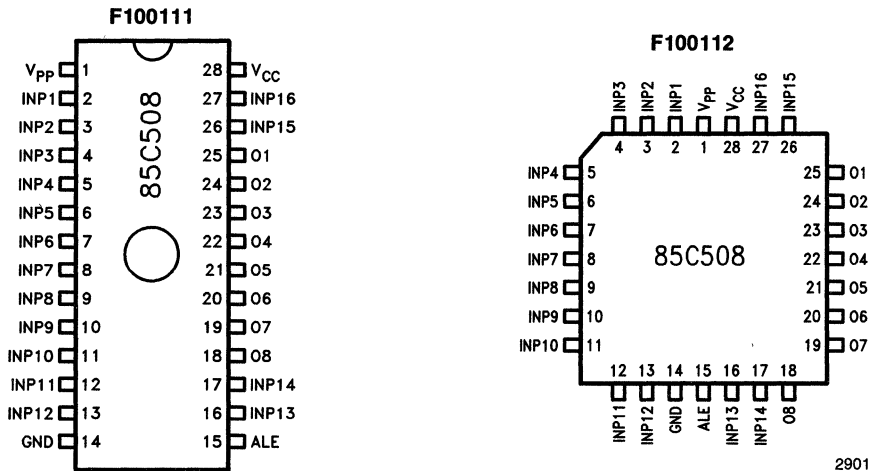 F100111
VPP 1
INP1 2
INP2 3
INP3 4
INP4 5
INP5 6
INP6 7
INP7 8
INP8 9
INP9 10
INP10 11
INP11 12
INP12 13
GND 14
85C508
28 VCC
27 INP16
26 INP15
25 O1
24 O2
23 O3
22 O4
21 O5
20 O6
19 O7
18 O8
17 INP14
16 INP13
15 ALE
F100112
INP3 INP2 INP1 VPP VCC INP16 INP15
4 3 2 1 28 27 26
INP4 5
INP5 6
INP6 7
INP7 8
INP8 9
INP9 10
INP10 11
85C508
25 O1
24 O2
23 O3
22 O4
21 O5
20 O6
19 O7
12 13 14 15 16 17 18
INP11 INP12 GND ALE INP13 INP14 O8
2901